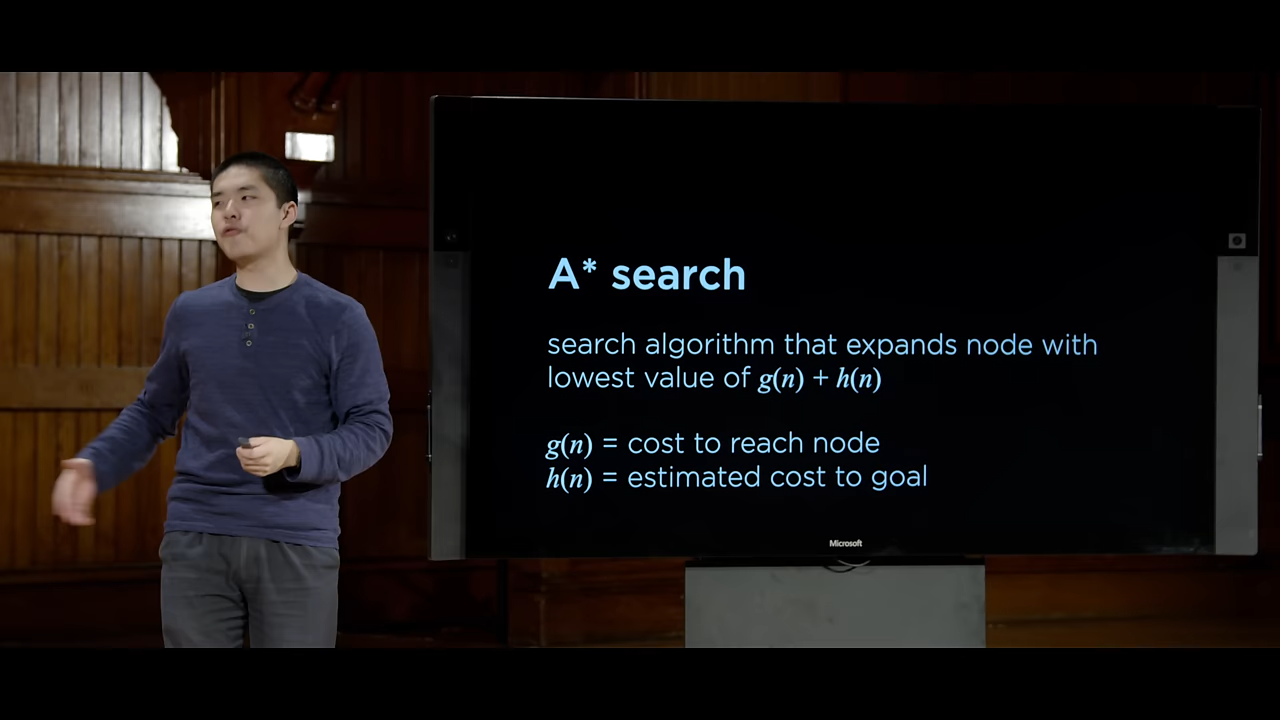 A* search
search algorithm that expands node with
lowest value of g(n) + h(n)
g(n) = cost to reach node
h(n) = estimated cost to goal
Microsoft